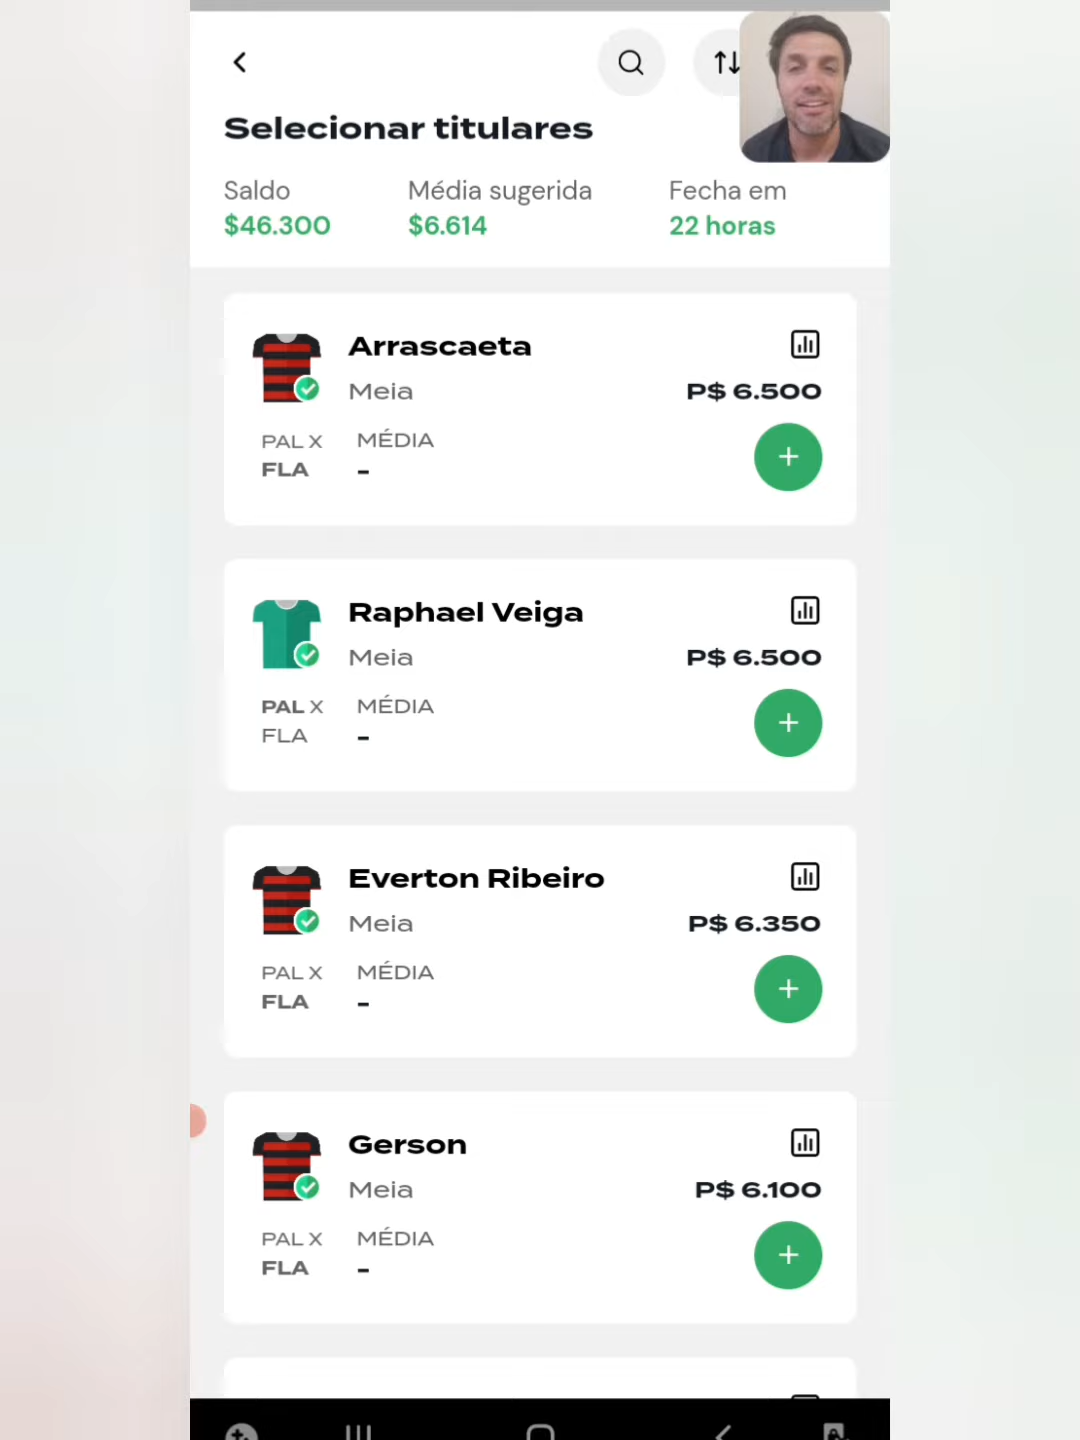 Selecionar titulares
Saldo Média sugerida Fecha em
$46.300 $6.614 22 horas
Arrascaeta
Meia P$ 6.500
PAL X MÉDIA
FLA -
+
Raphael Veiga
Meia P$ 6.500
PAL X MÉDIA
FLA -
+
Everton Ribeiro
Meia P$ 6.350
PAL X MÉDIA
FLA -
+
Gerson
Meia P$ 6.100
PAL X MÉDIA
FLA -
+